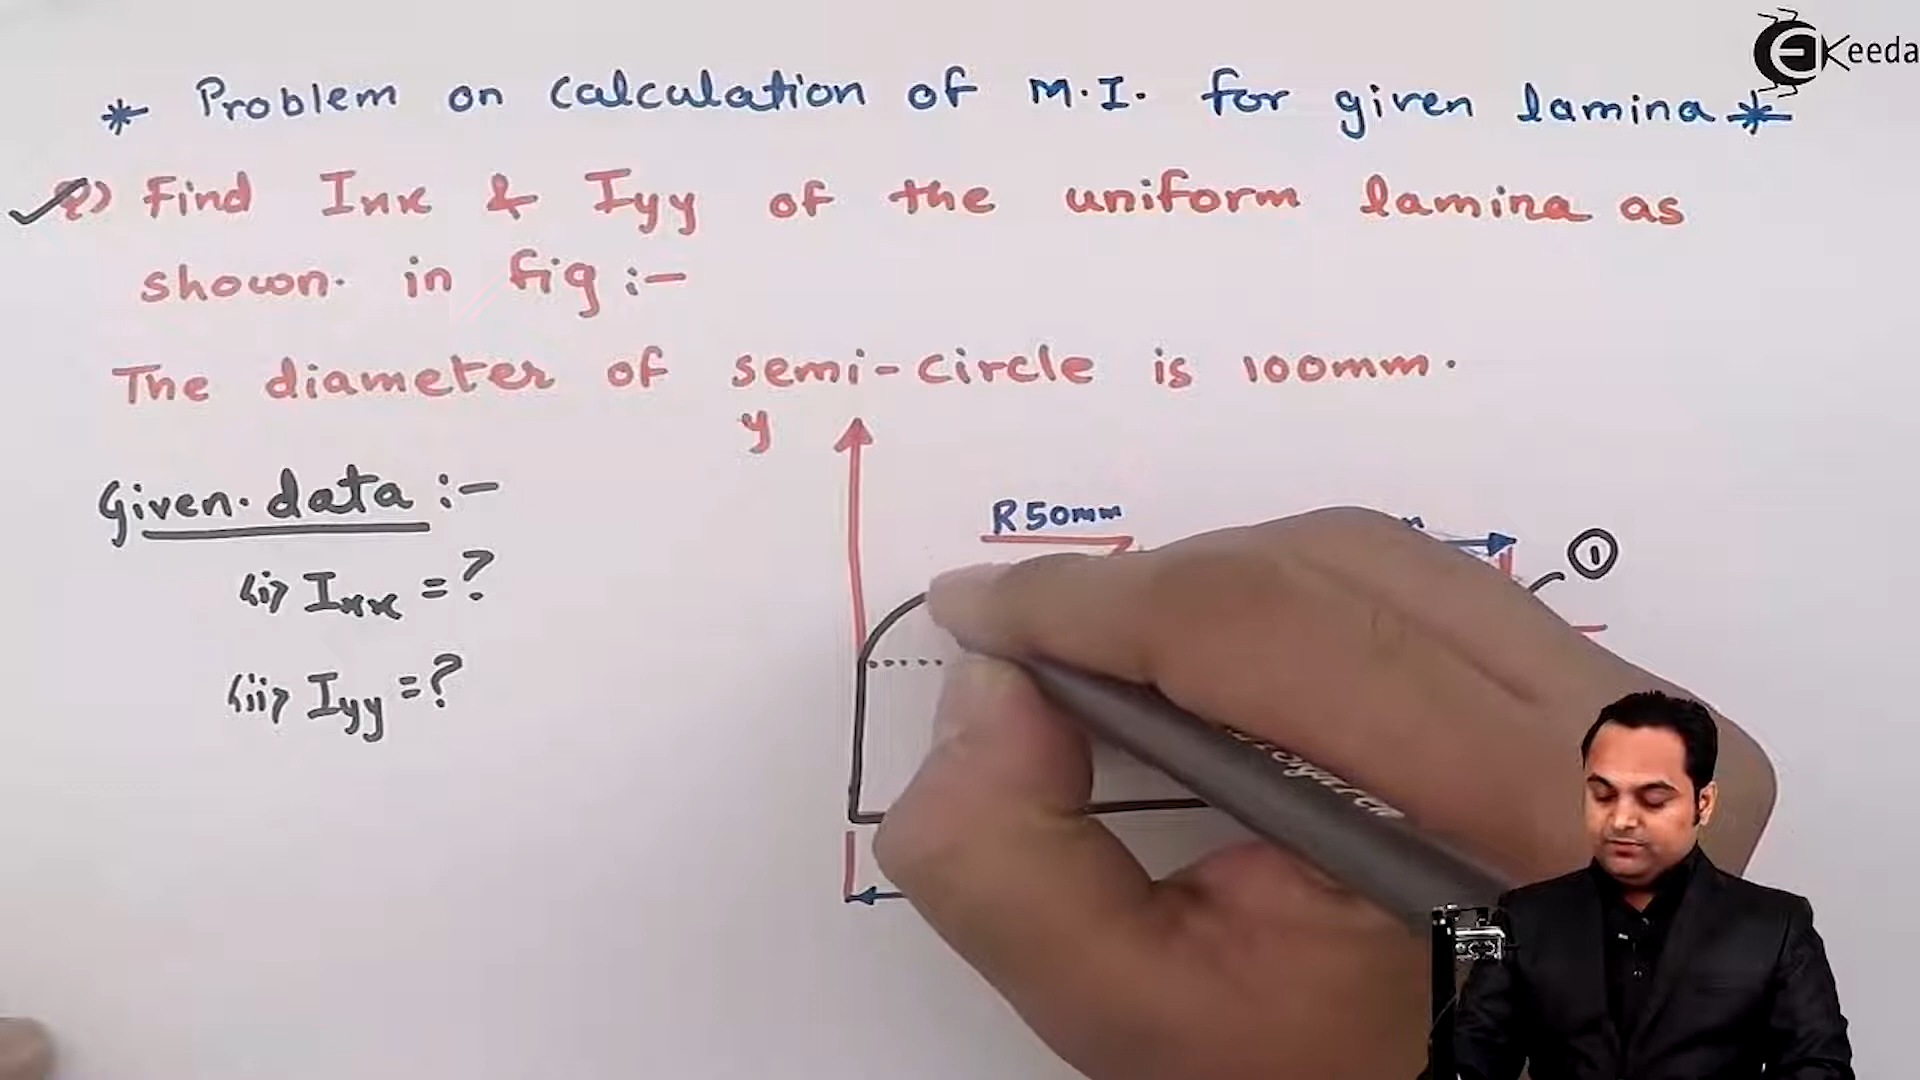 EKeeda
* Problem on calculation of M.I. for given lamina *
Q) Find Ixx & Iyy of the uniform lamina as
shown. in fig :-
The diameter of semi-circle is 100mm.
y
Given. data :-
R50mm
1
(i) Ixx = ?
(ii) Iyy = ?